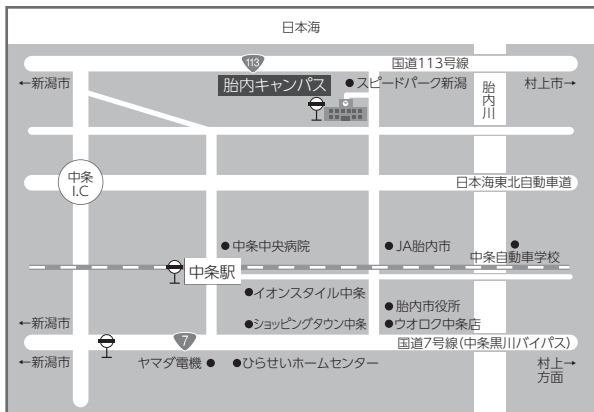 日本海
113
国道113号線
←新潟市
胎内キャンパス
●スピードパーク新潟
胎内川
村上市→
中条
I.C
日本海東北自動車道
●中条中央病院
●JA胎内市
●
中条自動車学校
中条駅
●イオンスタイル中条
●胎内市役所
←新潟市
●ショッピングタウン中条
●ウオロク中条店
7
国道7号線(中条黒川バイパス)
←新潟市
ヤマダ電機●
●ひらせいホームセンター
村上→
方面